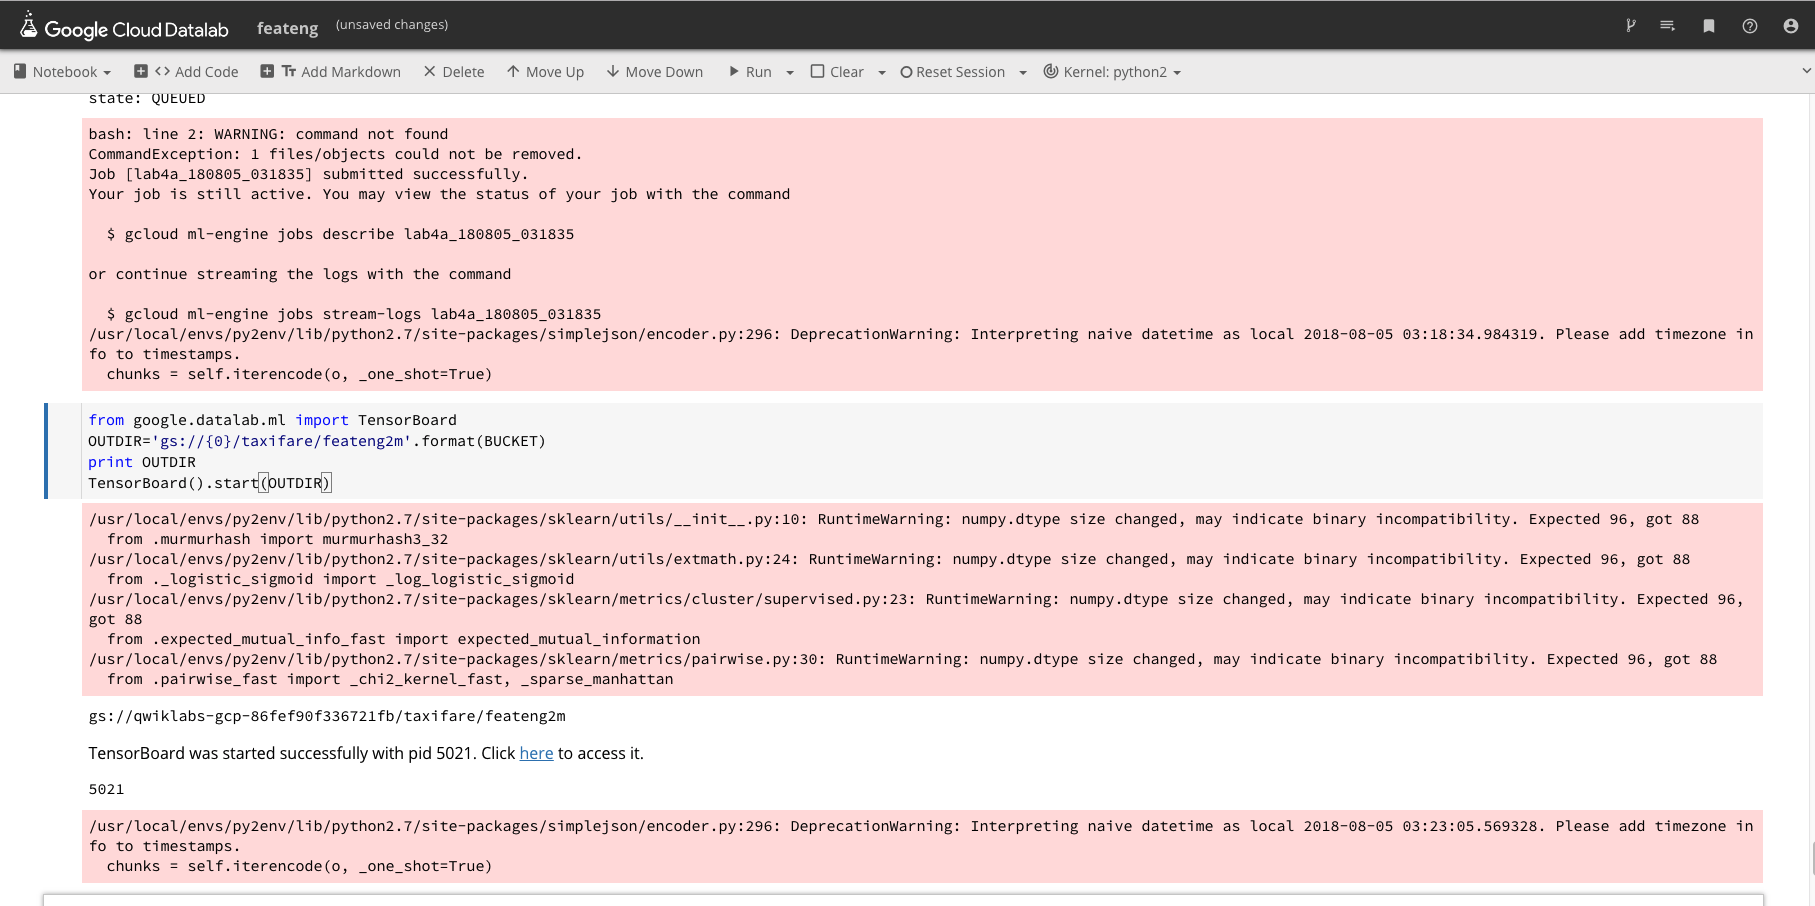 Google Cloud Datalab feateng (unsaved changes)
Notebook Add Code Add Markdown Delete Move Up Move Down Run Clear Reset Session Kernel: python2
state: QUEUED
bash: line 2: WARNING: command not found
CommandException: 1 files/objects could not be removed.
Job [lab4a_180805_031835] submitted successfully.
Your job is still active. You may view the status of your job with the command
$ gcloud ml-engine jobs describe lab4a_180805_031835
or continue streaming the logs with the command
$ gcloud ml-engine jobs stream-logs lab4a_180805_031835
/usr/local/envs/py2env/lib/python2.7/site-packages/simplejson/encoder.py:296: DeprecationWarning: Interpreting naive datetime as local 2018-08-05 03:18:34.984319. Please add timezone in
fo to timestamps.
chunks = self.iterencode(o, _one_shot=True)
from google.datalab.ml import TensorBoard
OUTDIR='gs://{0}/taxifare/feateng2m'.format(BUCKET)
print OUTDIR
TensorBoard().start(OUTDIR)
/usr/local/envs/py2env/lib/python2.7/site-packages/sklearn/utils/__init__.py:10: RuntimeWarning: numpy.dtype size changed, may indicate binary incompatibility. Expected 96, got 88
from .murmurhash import murmurhash3_32
/usr/local/envs/py2env/lib/python2.7/site-packages/sklearn/utils/extmath.py:24: RuntimeWarning: numpy.dtype size changed, may indicate binary incompatibility. Expected 96, got 88
from ._logistic_sigmoid import _log_logistic_sigmoid
/usr/local/envs/py2env/lib/python2.7/site-packages/sklearn/metrics/cluster/supervised.py:23: RuntimeWarning: numpy.dtype size changed, may indicate binary incompatibility. Expected 96,
got 88
from .expected_mutual_info_fast import expected_mutual_information
/usr/local/envs/py2env/lib/python2.7/site-packages/sklearn/metrics/pairwise.py:30: RuntimeWarning: numpy.dtype size changed, may indicate binary incompatibility. Expected 96, got 88
from .pairwise_fast import _chi2_kernel_fast, _sparse_manhattan
gs://qwiklabs-gcp-86fef90f336721fb/taxifare/feateng2m
TensorBoard was started successfully with pid 5021. Click here to access it.
5021
/usr/local/envs/py2env/lib/python2.7/site-packages/simplejson/encoder.py:296: DeprecationWarning: Interpreting naive datetime as local 2018-08-05 03:23:05.569328. Please add timezone in
fo to timestamps.
chunks = self.iterencode(o, _one_shot=True)